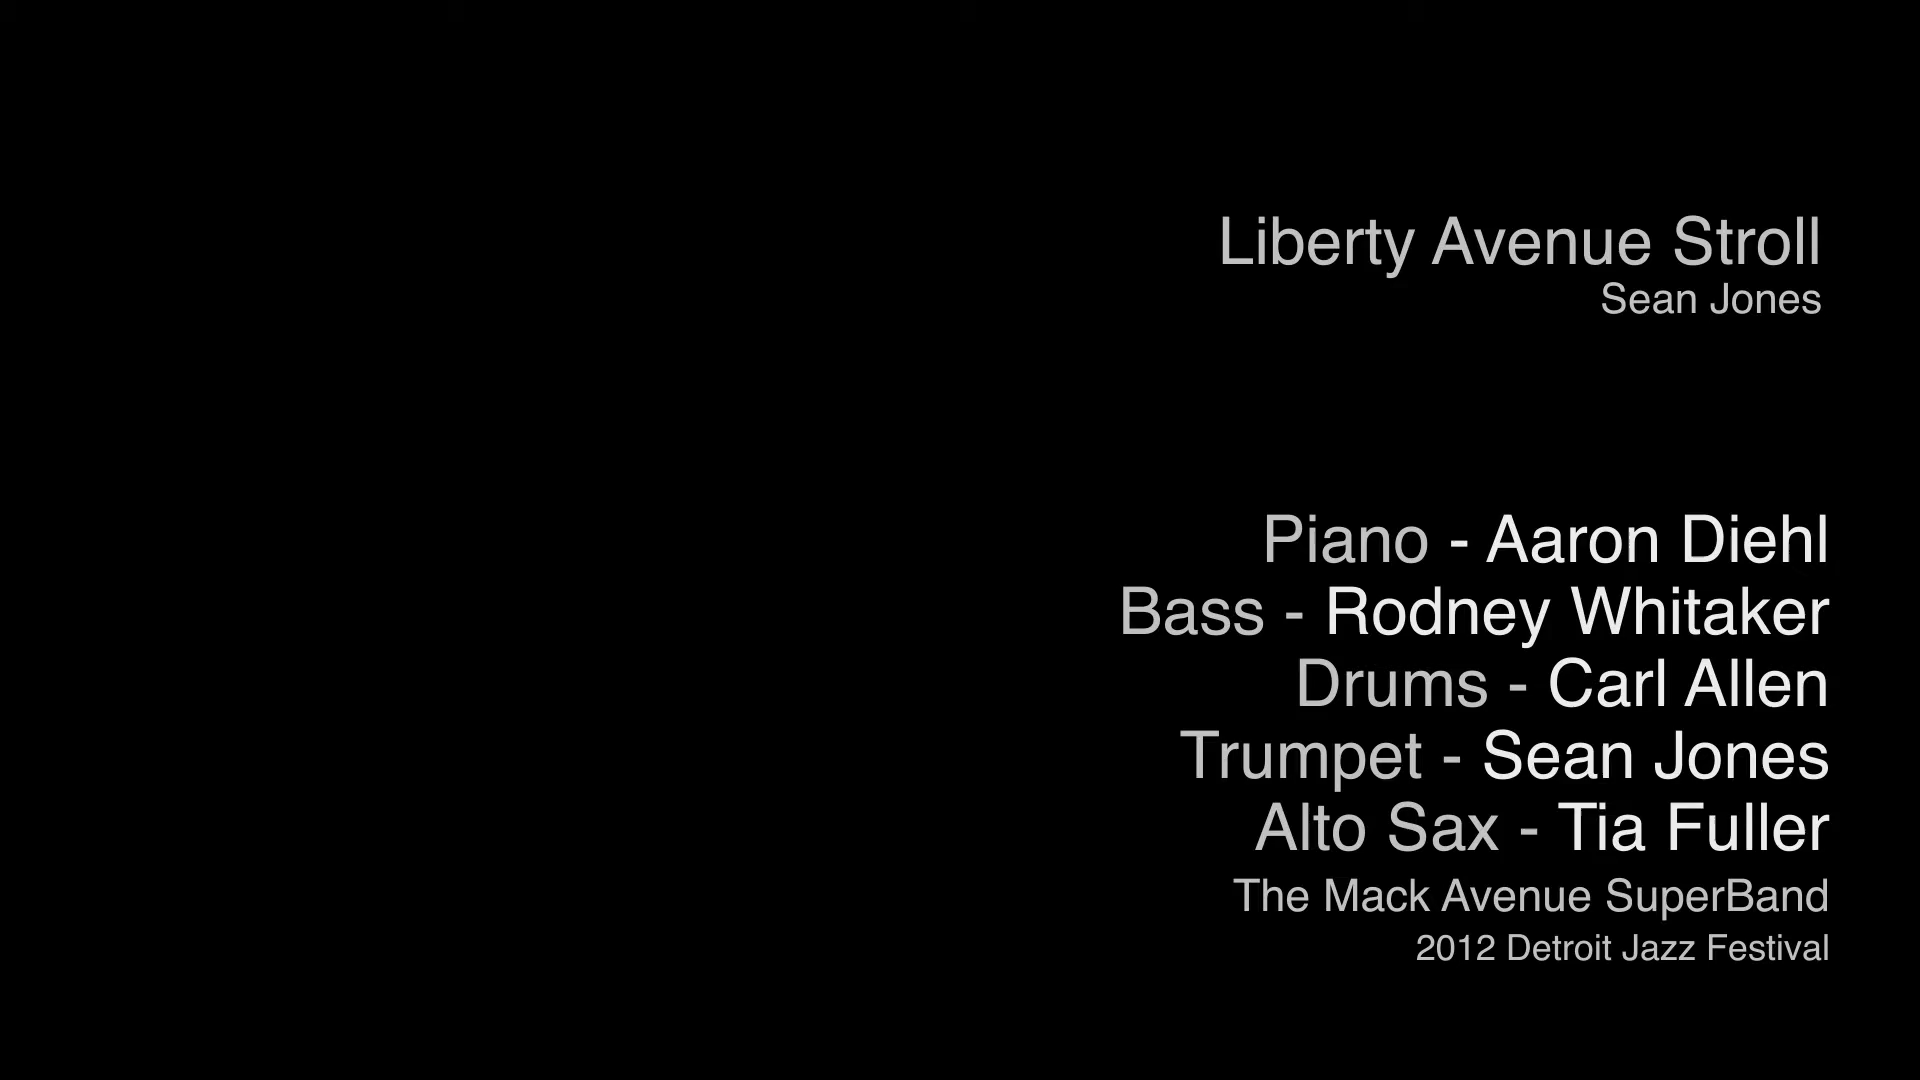 Liberty Avenue Stroll
Sean Jones
Piano - Aaron Diehl
Bass - Rodney Whitaker
Drums - Carl Allen
Trumpet - Sean Jones
Alto Sax - Tia Fuller
The Mack Avenue SuperBand
2012 Detroit Jazz Festival